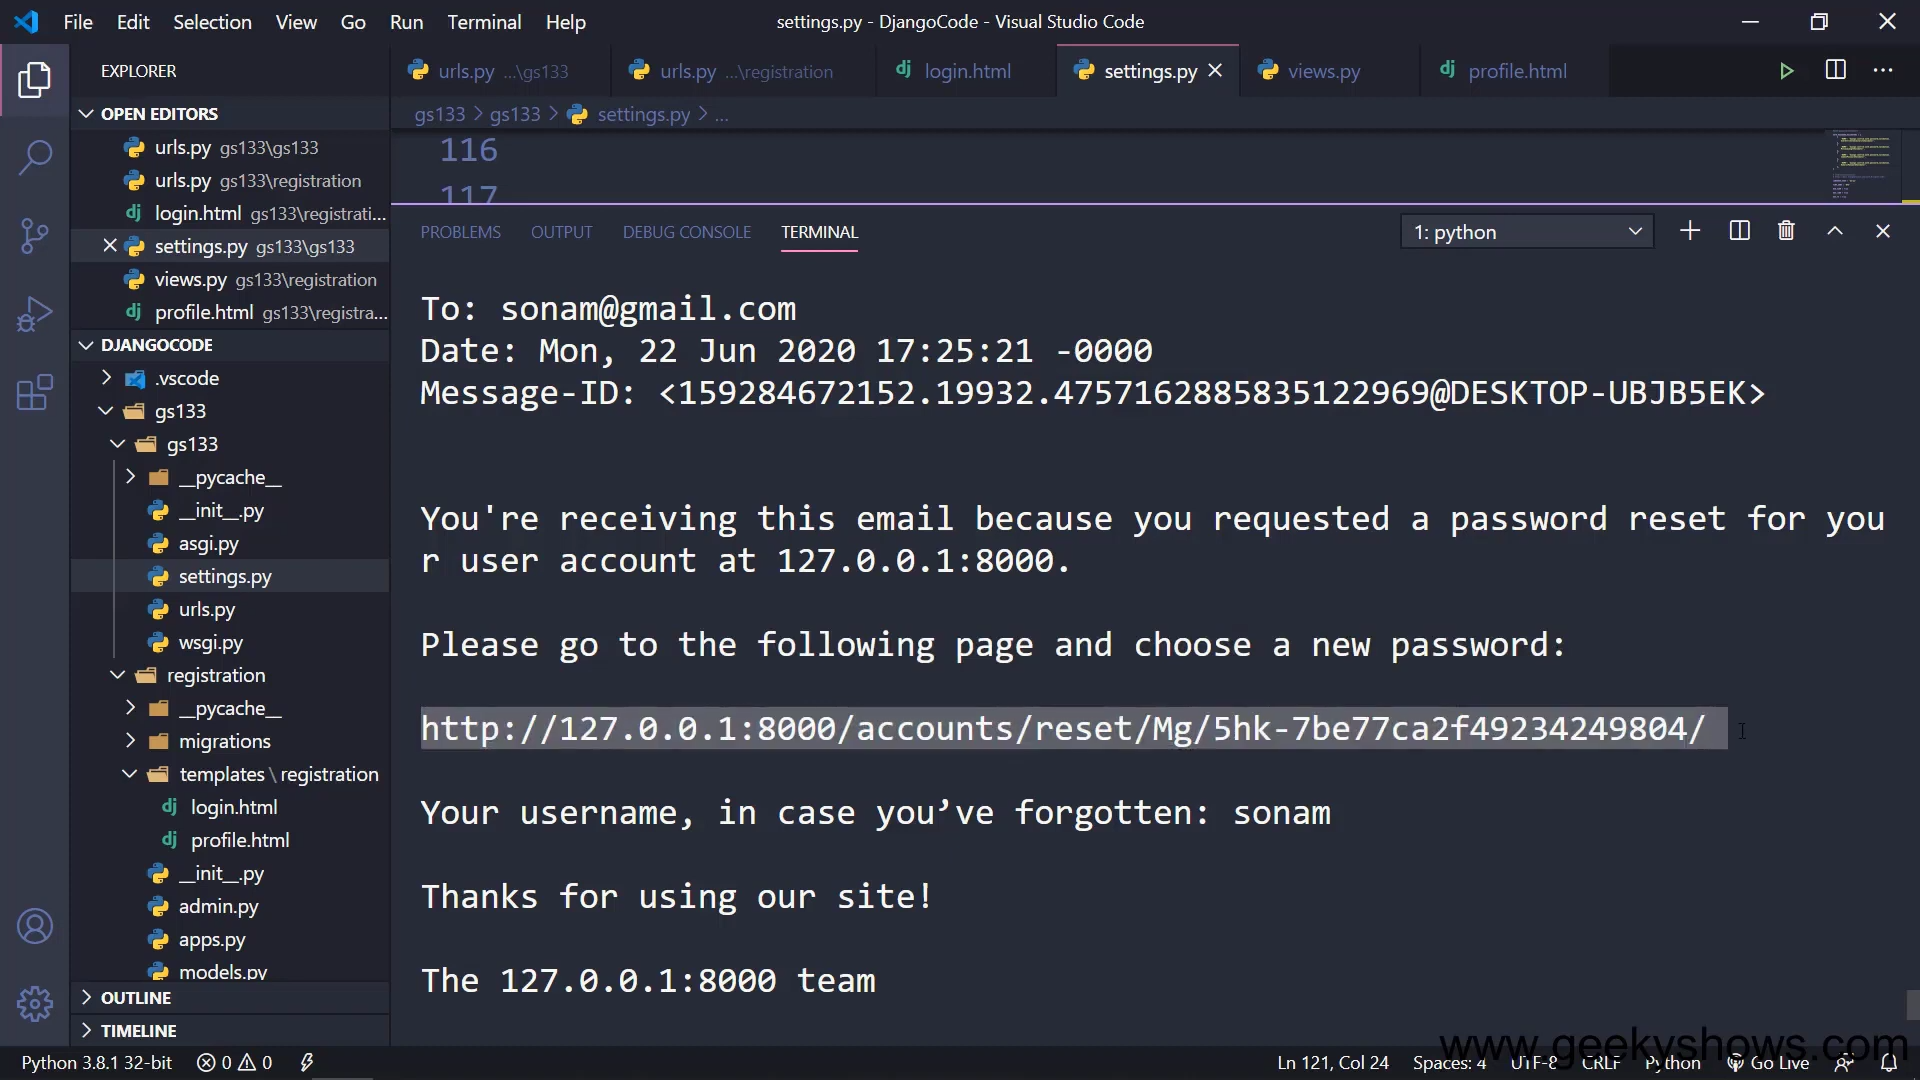 File Edit Selection View Go Run Terminal Help
settings.py - DjangoCode - Visual Studio Code
EXPLORER
urls.py ...\gs133
urls.py ...\registration
login.html
settings.py
views.py
profile.html
OPEN EDITORS
gs133 > gs133 > settings.py > ...
urls.py gs133\gs133
urls.py gs133\registration
login.html gs133\registrati...
settings.py gs133\gs133
views.py gs133\registration
profile.html gs133\registra...
116
117
PROBLEMS OUTPUT DEBUG CONSOLE TERMINAL
1: python
DJANGOCODE
.vscode
gs133
gs133
__pycache__
__init__.py
asgi.py
settings.py
urls.py
wsgi.py
registration
__pycache__
migrations
templates \ registration
login.html
profile.html
__init__.py
admin.py
apps.py
models.py
OUTLINE
TIMELINE
To: sonam@gmail.com
Date: Mon, 22 Jun 2020 17:25:21 -0000
Message-ID: <159284672152.19932.4757162885835122969@DESKTOP-UBJB5EK>
You're receiving this email because you requested a password reset for you
r user account at 127.0.0.1:8000.
Please go to the following page and choose a new password:
http://127.0.0.1:8000/accounts/reset/Mg/5hk-7be77ca2f49234249804/
Your username, in case you’ve forgotten: sonam
Thanks for using our site!
The 127.0.0.1:8000 team
www.geekyshows.com
Python 3.8.1 32-bit
0 0
Ln 121, Col 24
Spaces: 4
UTF-8
CRLF
Python
Go Live